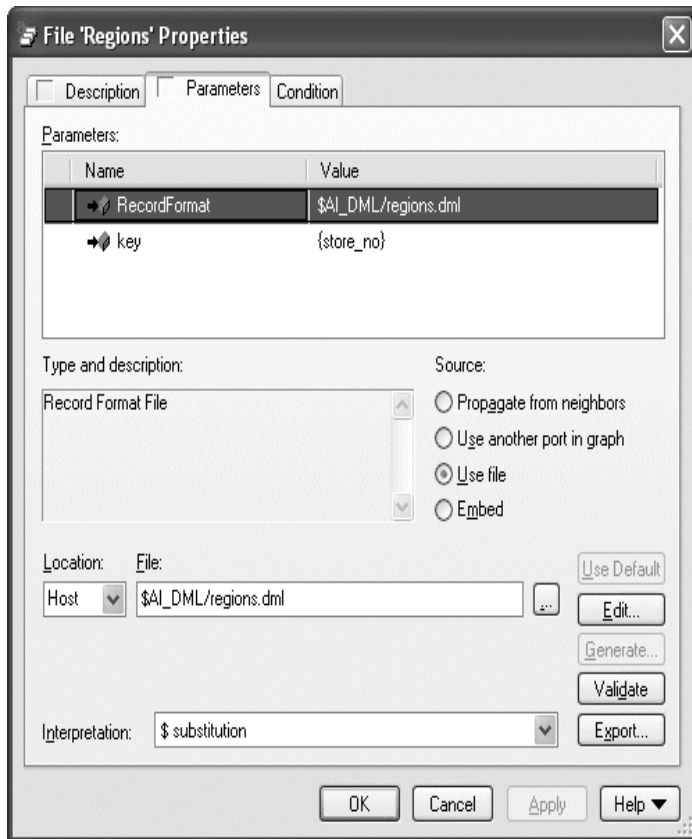 File 'Regions' Properties
Description Parameters Condition
Parameters:
Name Value
RecordFormat $AI_DML/regions.dml
key {store_no}
Type and description: Source:
Record Format File
Propagate from neighbors
Use another port in graph
Use file
Embed
Location: File:
Use Default
Host $AI_DML/regions.dml ...
Edit...
Generate...
Validate
Interpretation: $ substitution Export...
OK Cancel Apply Help